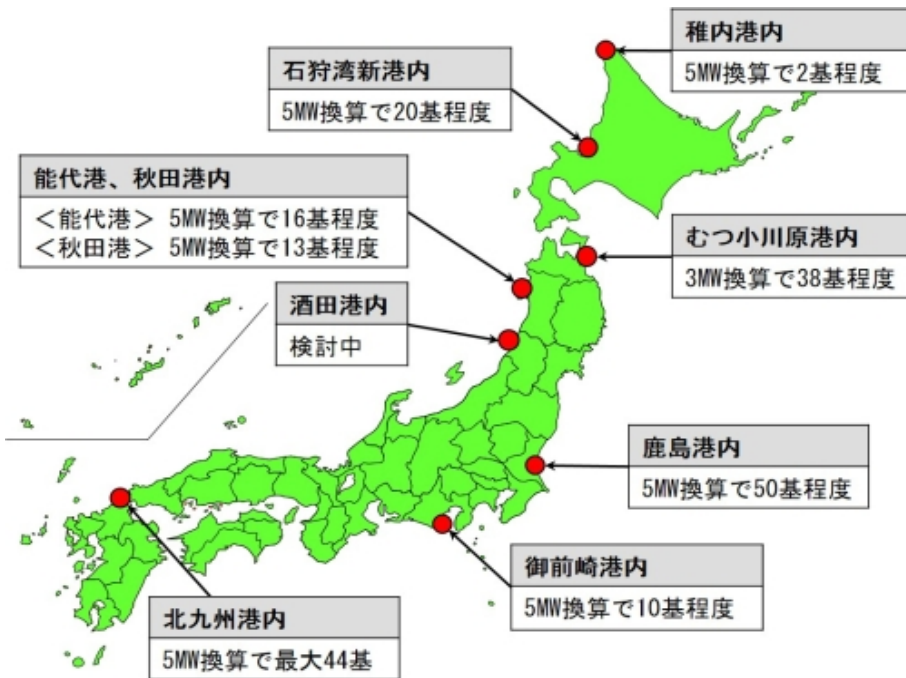 稚内港内
5MW換算で2基程度
石狩湾新港内
5MW換算で20基程度
能代港、秋田港内
＜能代港＞ 5MW換算で16基程度
＜秋田港＞ 5MW換算で13基程度
むつ小川原港内
3MW換算で38基程度
酒田港内
検討中
鹿島港内
5MW換算で50基程度
御前崎港内
5MW換算で10基程度
北九州港内
5MW換算で最大44基